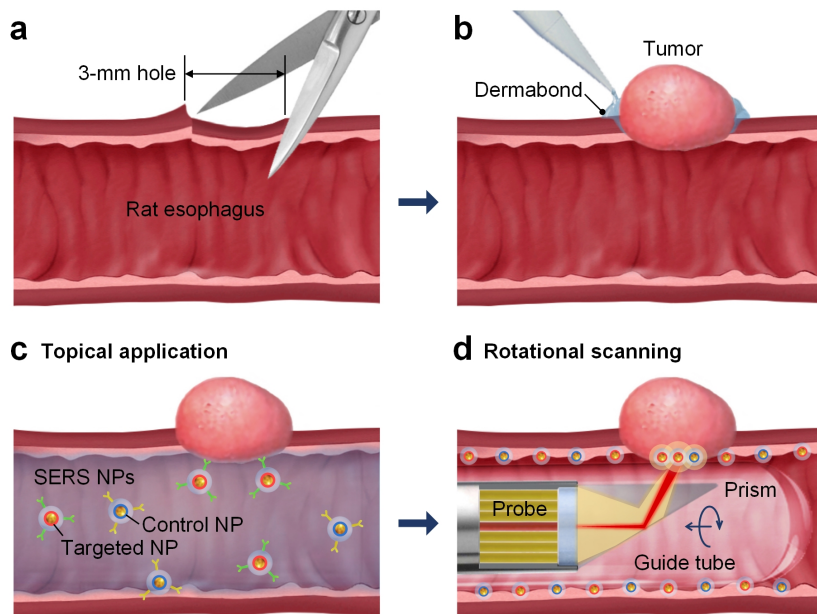 a
3-mm hole
Rat esophagus
b
Tumor
Dermabond
c Topical application
SERS NPs
Control NP
Targeted NP
d Rotational scanning
Probe
Prism
Guide tube